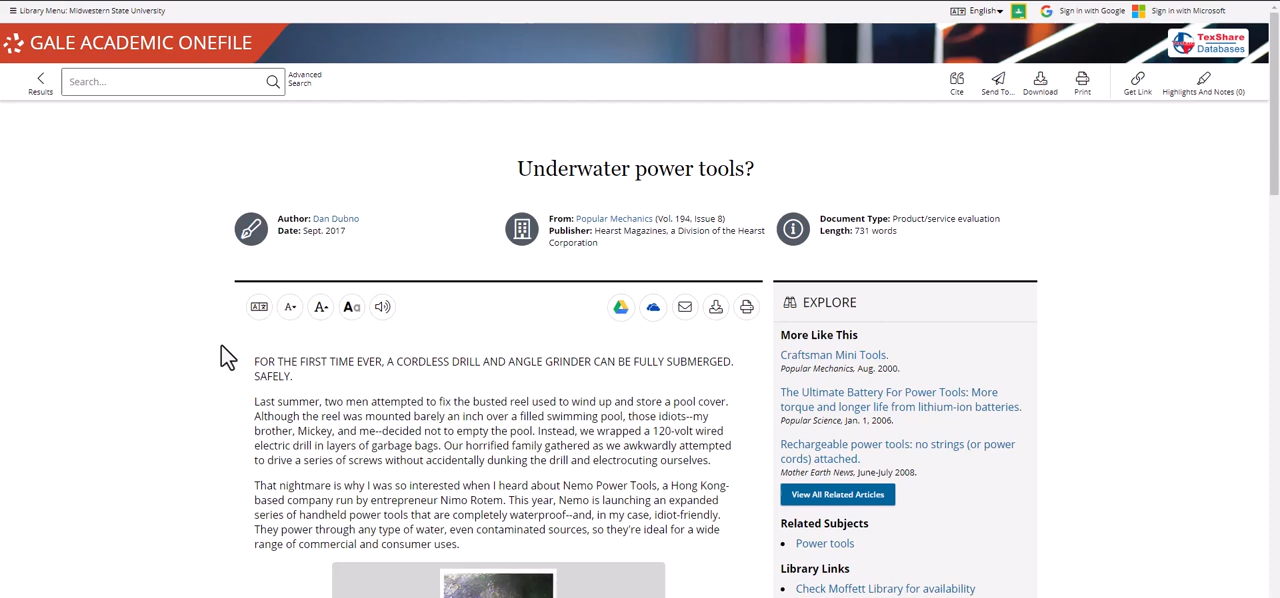 Library Menu: Midwestern State University
English
Sign in with Google
Sign in with Microsoft
GALE ACADEMIC ONEFILE
TexShare
Databases
Results
Search...
Advanced
Search
Cite
Send To...
Download
Print
Get Link
Highlights And Notes (0)
Underwater power tools?
Author: Dan Dubno
Date: Sept. 2017
From: Popular Mechanics (Vol. 194, Issue 8)
Publisher: Hearst Magazines, a Division of the Hearst
Corporation
Document Type: Product/service evaluation
Length: 731 words
A- A+ Aa
FOR THE FIRST TIME EVER, A CORDLESS DRILL AND ANGLE GRINDER CAN BE FULLY SUBMERGED.
SAFELY.
Last summer, two men attempted to fix the busted reel used to wind up and store a pool cover.
Although the reel was mounted barely an inch over a filled swimming pool, those idiots--my
brother, Mickey, and me--decided not to empty the pool. Instead, we wrapped a 120-volt wired
electric drill in layers of garbage bags. Our horrified family gathered as we awkwardly attempted
to drive a series of screws without accidentally dunking the drill and electrocuting ourselves.
That nightmare is why I was so interested when I heard about Nemo Power Tools, a Hong Kong-
based company run by entrepreneur Nimo Rotem. This year, Nemo is launching an expanded
series of handheld power tools that are completely waterproof--and, in my case, idiot-friendly.
They power through any type of water, even contaminated sources, so they're ideal for a wide
range of commercial and consumer uses.
EXPLORE
More Like This
Craftsman Mini Tools.
Popular Mechanics, Aug. 2000.
The Ultimate Battery For Power Tools: More
torque and longer life from lithium-ion batteries.
Popular Science, Jan. 1, 2006.
Rechargeable power tools: no strings (or power
cords) attached.
Mother Earth News, June-July 2008.
View All Related Articles
Related Subjects
• Power tools
Library Links
• Check Moffett Library for availability